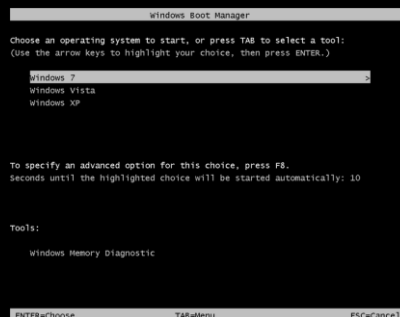 Windows Boot Manager
Choose an operating system to start, or press TAB to select a tool:
(Use the arrow keys to highlight your choice, then press ENTER.)
Windows 7 >
Windows Vista
Windows XP
To specify an advanced option for this choice, press F8.
Seconds until the highlighted choice will be started automatically: 10
Tools:
Windows Memory Diagnostic
ENTER=Choose TAB=Menu ESC=Cancel